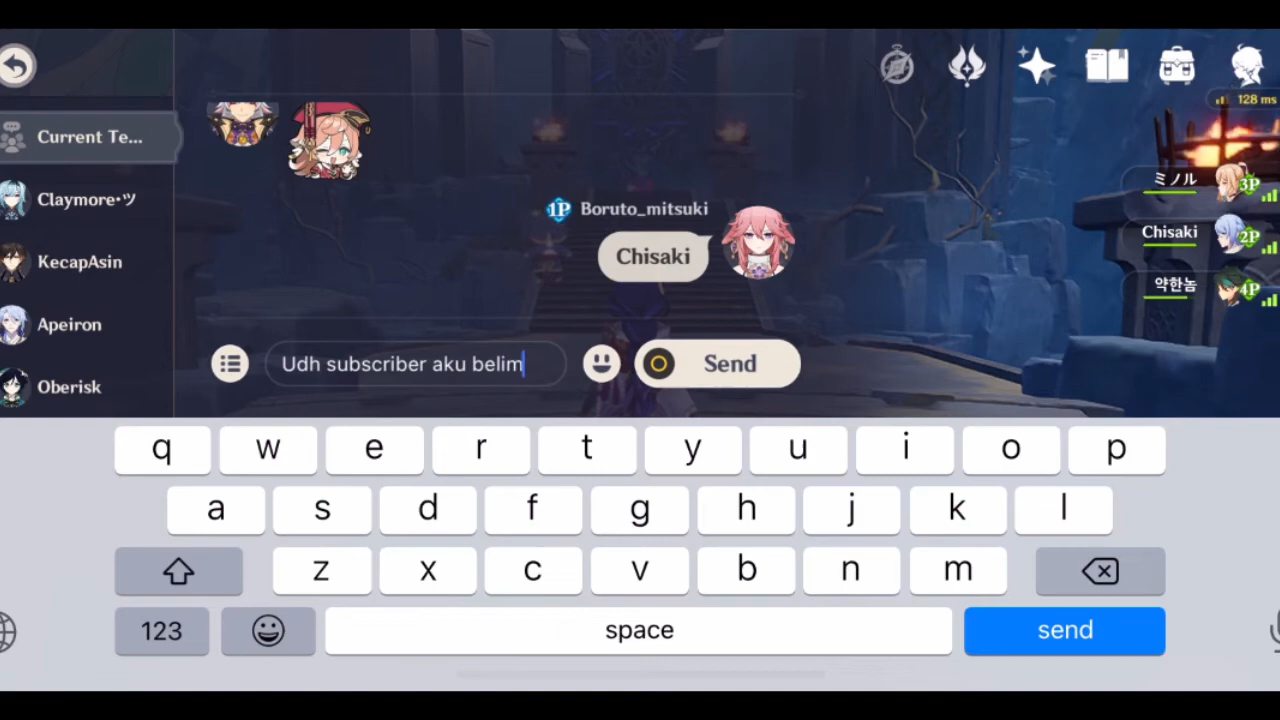 128 ms
Current Te...
Claymore•ツ
KecapAsin
Apeiron
Oberisk
1P Boruto_mitsuki
Chisaki
ミノル 3P
Chisaki 2P
약한놈 4P
Udh subscriber aku belim
Send
q w e r t y u i o p
a s d f g h j k l
z x c v b n m
123
space
send